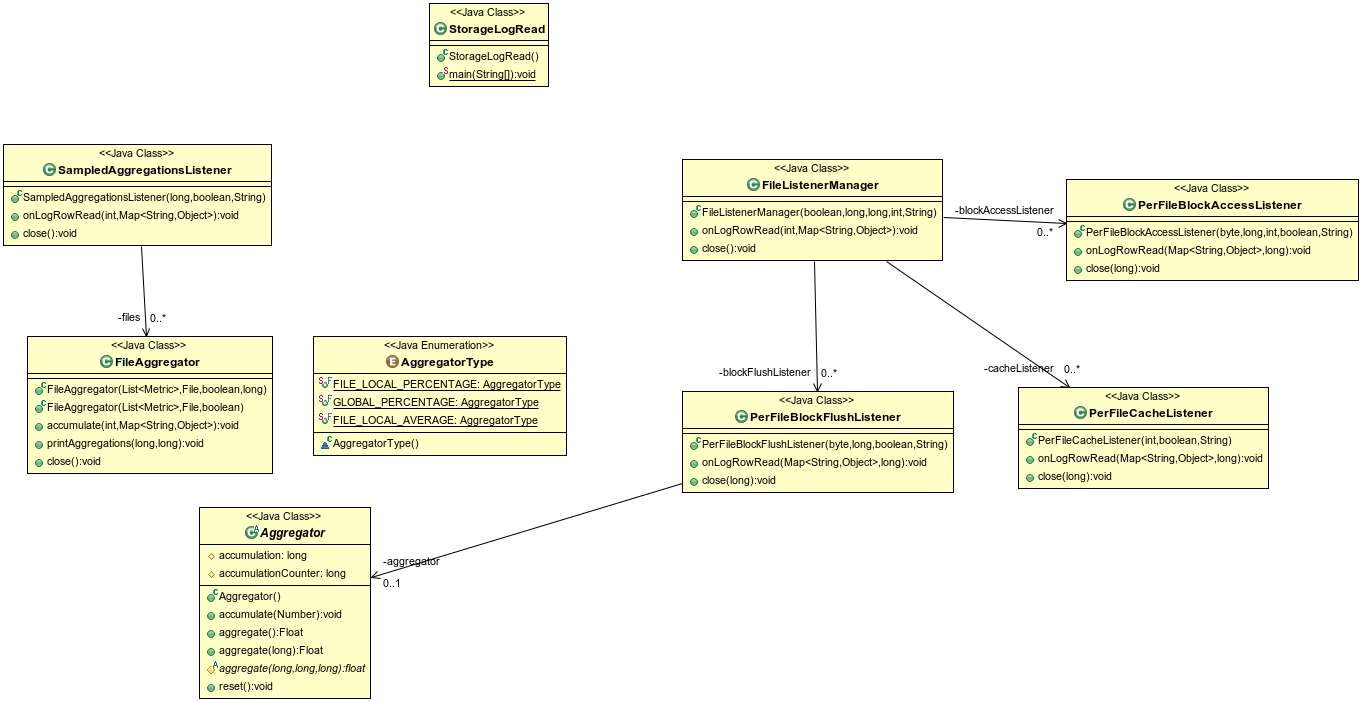 <<Java Class>>
StorageLogRead
StorageLogRead()
main(String[]):void
<<Java Class>>
SampledAggregationsListener
SampledAggregationsListener(long,boolean,String)
onLogRowRead(int,Map<String,Object>):void
close():void
<<Java Class>>
FileListenerManager
FileListenerManager(boolean,long,long,int,String)
onLogRowRead(int,Map<String,Object>):void
close():void
-blockAccessListener
0..*
<<Java Class>>
PerFileBlockAccessListener
PerFileBlockAccessListener(byte,long,int,boolean,String)
onLogRowRead(Map<String,Object>,long):void
close(long):void
-files 0..*
<<Java Class>>
FileAggregator
FileAggregator(List<Metric>,File,boolean,long)
FileAggregator(List<Metric>,File,boolean)
accumulate(int,Map<String,Object>):void
printAggregations(long,long):void
close():void
<<Java Enumeration>>
AggregatorType
FILE_LOCAL_PERCENTAGE: AggregatorType
GLOBAL_PERCENTAGE: AggregatorType
FILE_LOCAL_AVERAGE: AggregatorType
AggregatorType()
-blockFlushListener 0..*
<<Java Class>>
PerFileBlockFlushListener
PerFileBlockFlushListener(byte,long,boolean,String)
onLogRowRead(Map<String,Object>,long):void
close(long):void
-cacheListener 0..*
<<Java Class>>
PerFileCacheListener
PerFileCacheListener(int,boolean,String)
onLogRowRead(Map<String,Object>,long):void
close(long):void
<<Java Class>>
Aggregator
accumulation: long
accumulationCounter: long
Aggregator()
accumulate(Number):void
aggregate():Float
aggregate(long):Float
aggregate(long,long,long):float
reset():void
-aggregator
0..1